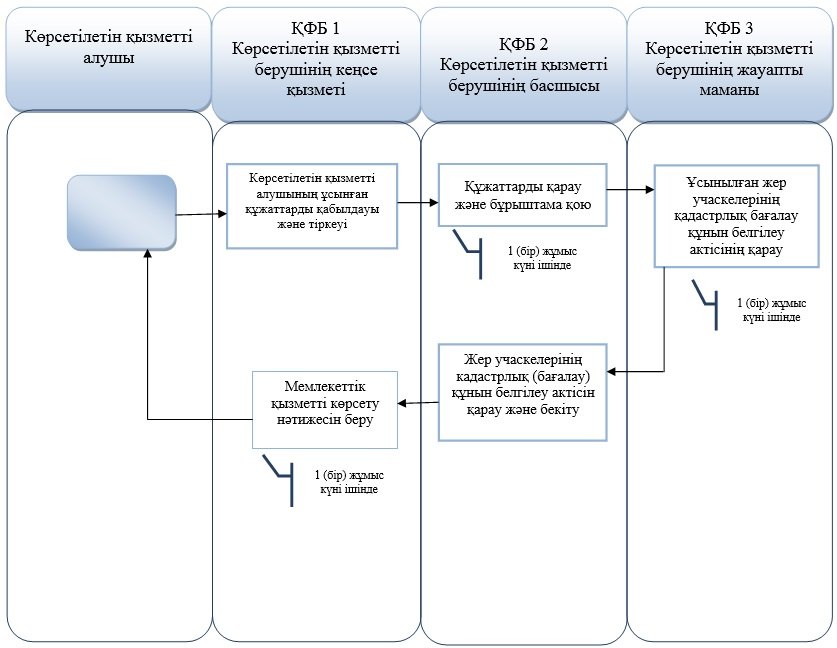 Көрсетілетін қызметті
алушы
ҚФБ 1
Көрсетілетін қызметті
берушінің кеңсе
қызметі
ҚФБ 2
Көрсетілетін қызметті
берушінің басшысы
ҚФБ 3
Көрсетілетін қызметті
берушінің жауапты
маманы
Көрсетілетін қызметті
алушының ұсынған
құжаттарды қабылдауы
және тіркеуі
Құжаттарды қарау
және бұрыштама қою
1 (бір) жұмыс
күні ішінде
Ұсынылған жер
учаскелерінің
қадастрлық бағалау
құнын белгілеу
актісінің қарау
1 (бір) жұмыс
күні ішінде
Жер учаскелерінің
кадастрлық (бағалау)
құнын белгілеу актісін
қарау және бекіту
Мемлекеттік
қызметті көрсету
нәтижесін беру
1 (бір) жұмыс
күні ішінде